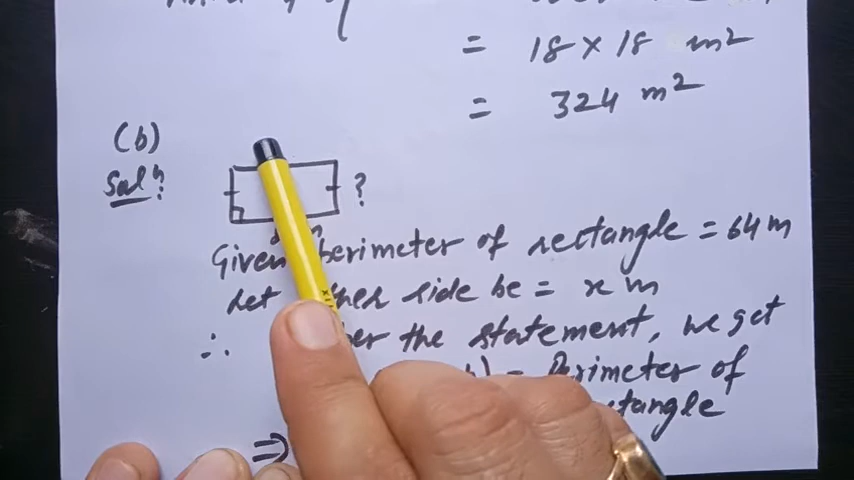 = 18 × 18 m²
= 324 m²
(b)
Solⁿ:
?
Given perimeter of rectangle = 64 m
Let other side be = x m
∴ per the statement, we get
= Perimeter of
rectangle
⇒